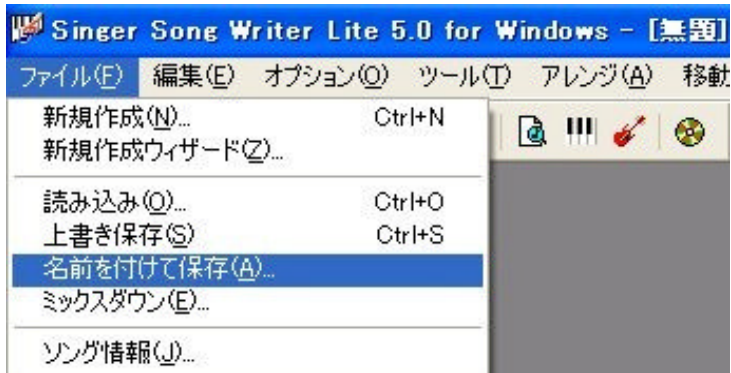 Singer Song Writer Lite 5.0 for Windows - [無題]
ファイル(F) 編集(E) オプション(O) ツール(T) アレンジ(A) 移動
新規作成(N)... Ctrl+N
新規作成ウィザード(Z)...
読み込み(O)... Ctrl+O
上書き保存(S) Ctrl+S
名前を付けて保存(A)...
ミックスダウン(E)...
ソング情報(J)...